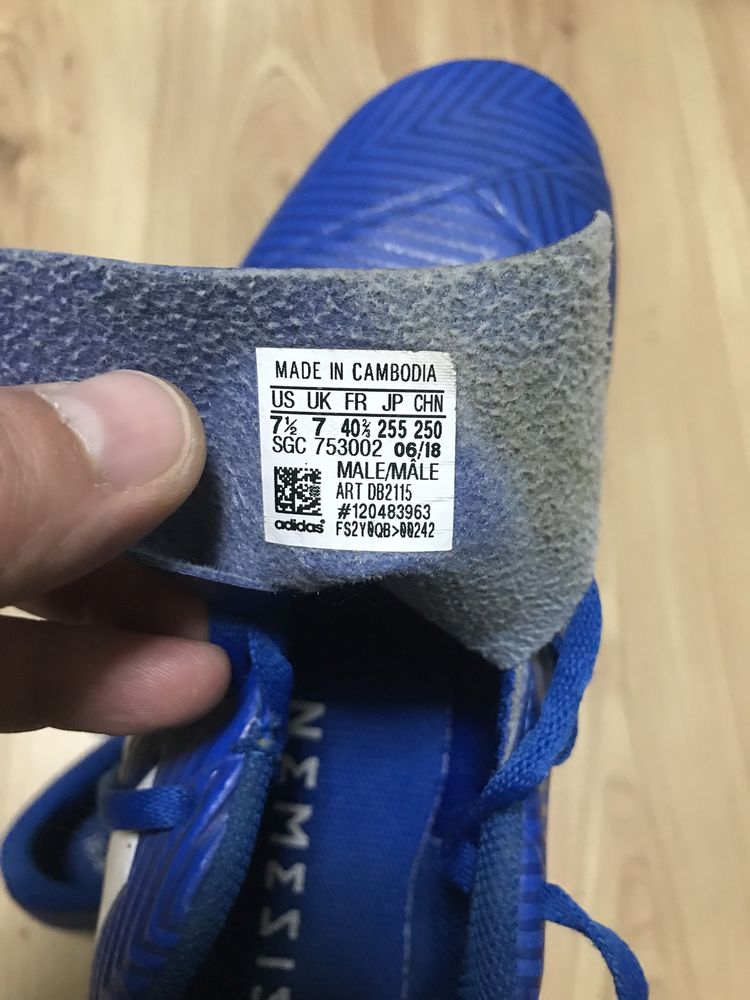 MADE IN CAMBODIA
US UK FR JP CHN
7½ 7 40⅔ 255 250
SGC 753002 06/18
MALE/MÂLE
ART DB2115
#120483963
adidas FS2Y0QB>00242
NEMEZIZ